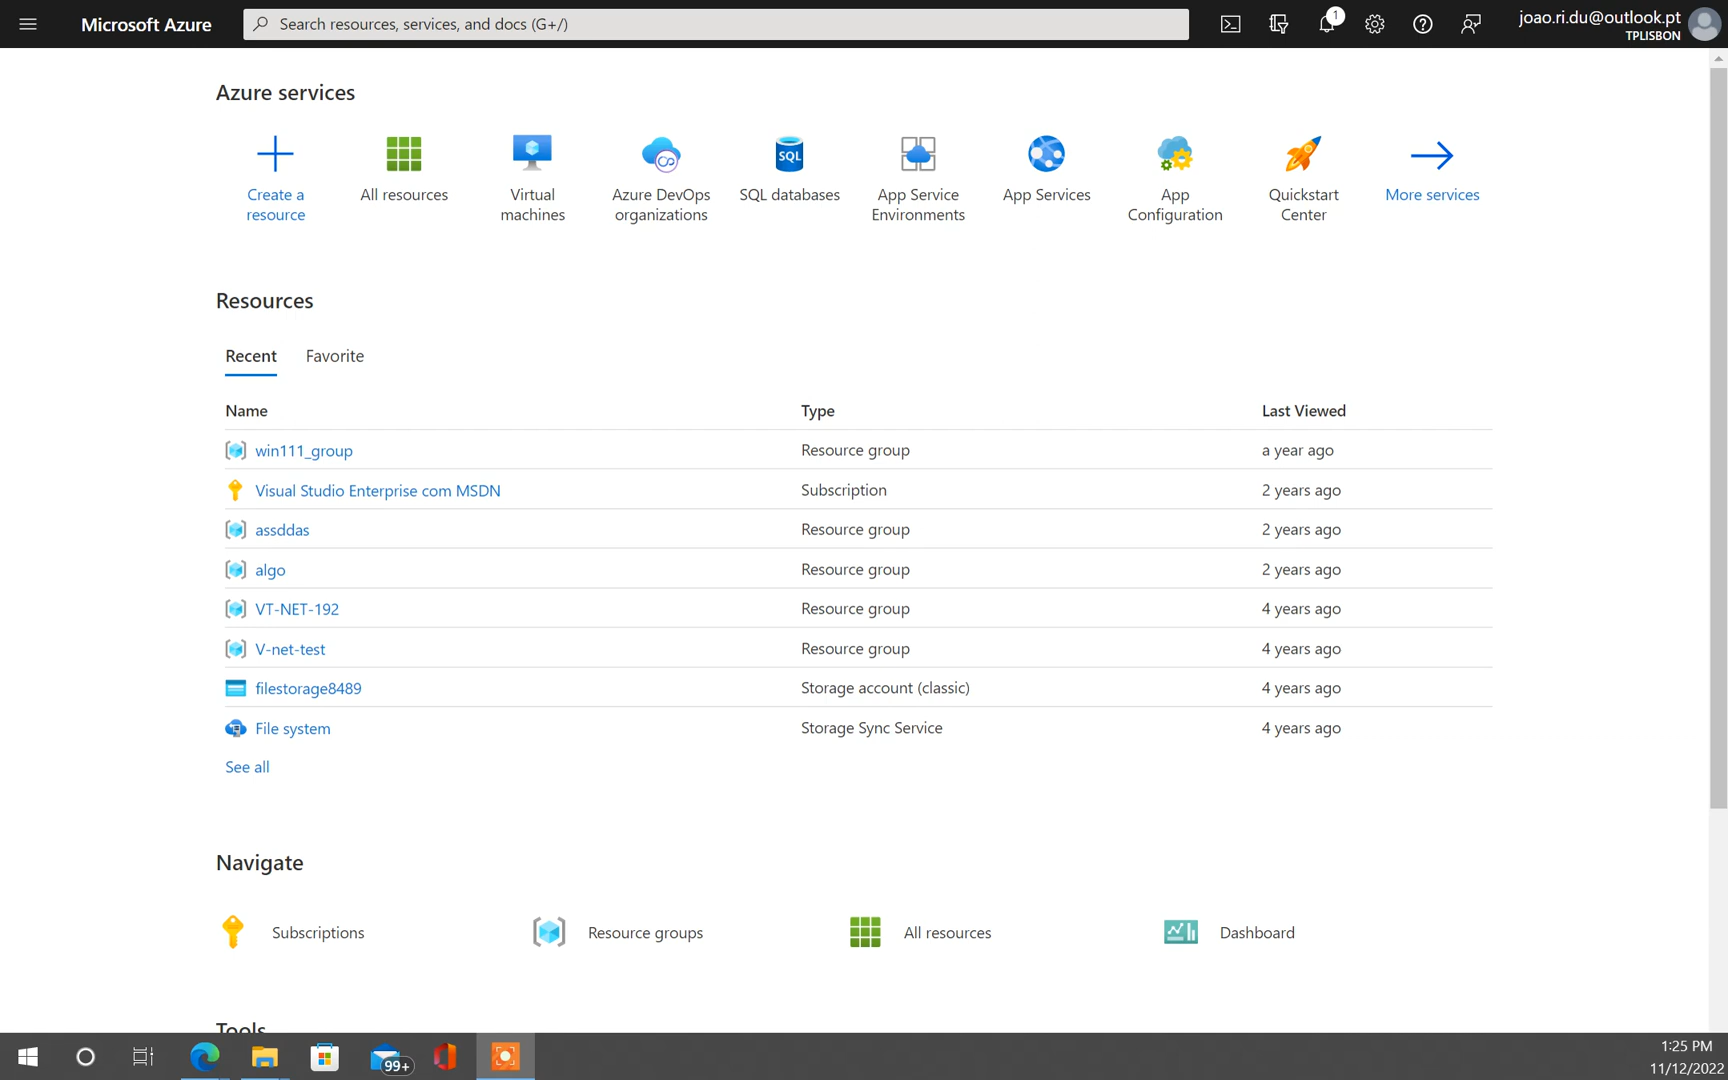 Microsoft Azure
Search resources, services, and docs (G+/)
1
joao.ri.du@outlook.pt
TPLISBON
Azure services
Create a resource
All resources
Virtual machines
Azure DevOps organizations
SQL
SQL databases
App Service Environments
App Services
App Configuration
Quickstart Center
More services
Resources
Recent
Favorite
Name Type Last Viewed
win111_group Resource group a year ago
Visual Studio Enterprise com MSDN Subscription 2 years ago
assddas Resource group 2 years ago
algo Resource group 2 years ago
VT-NET-192 Resource group 4 years ago
V-net-test Resource group 4 years ago
filestorage8489 Storage account (classic) 4 years ago
File system Storage Sync Service 4 years ago
See all
Navigate
Subscriptions
Resource groups
All resources
Dashboard
Tools
99+
1:25 PM
11/12/2022